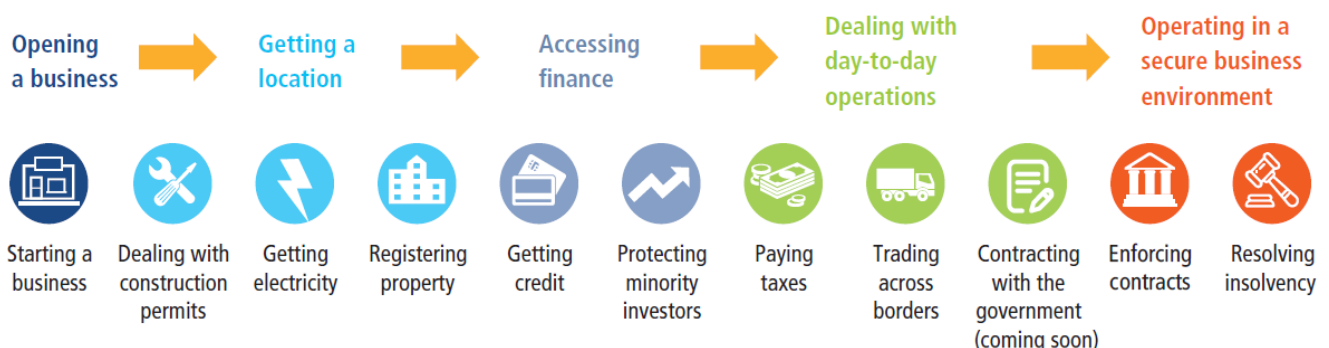 Opening
a business
Getting a
location
Accessing
finance
Dealing with
day-to-day
operations
Operating in a
secure business
environment
Starting a
business
Dealing with
construction
permits
Getting
electricity
Registering
property
Getting
credit
Protecting
minority
investors
Paying
taxes
Trading
across
borders
Contracting
with the
government
(coming soon)
Enforcing
contracts
Resolving
insolvency